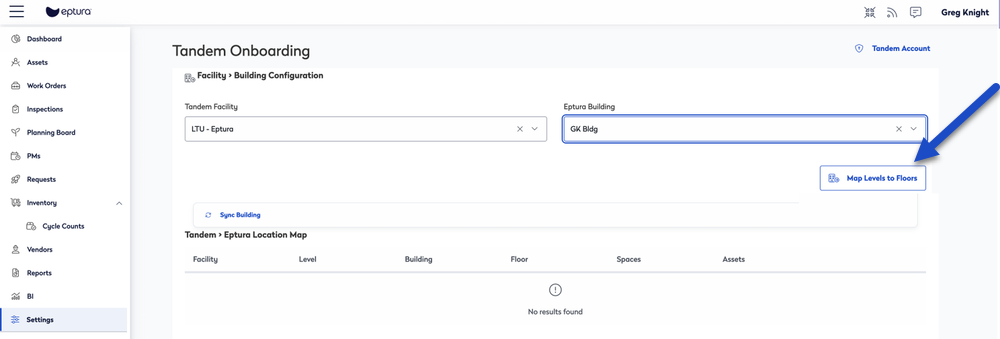 eptura
Greg Knight
Dashboard
Assets
Work Orders
Inspections
Planning Board
PMs
Requests
Inventory
Cycle Counts
Vendors
Reports
BI
Settings
Tandem Onboarding
Tandem Account
Facility > Building Configuration
Tandem Facility
Eptura Building
LTU - Eptura
GK Bldg
Map Levels to Floors
Sync Building
Tandem > Eptura Location Map
Facility Level Building Floor Spaces Assets
No results found